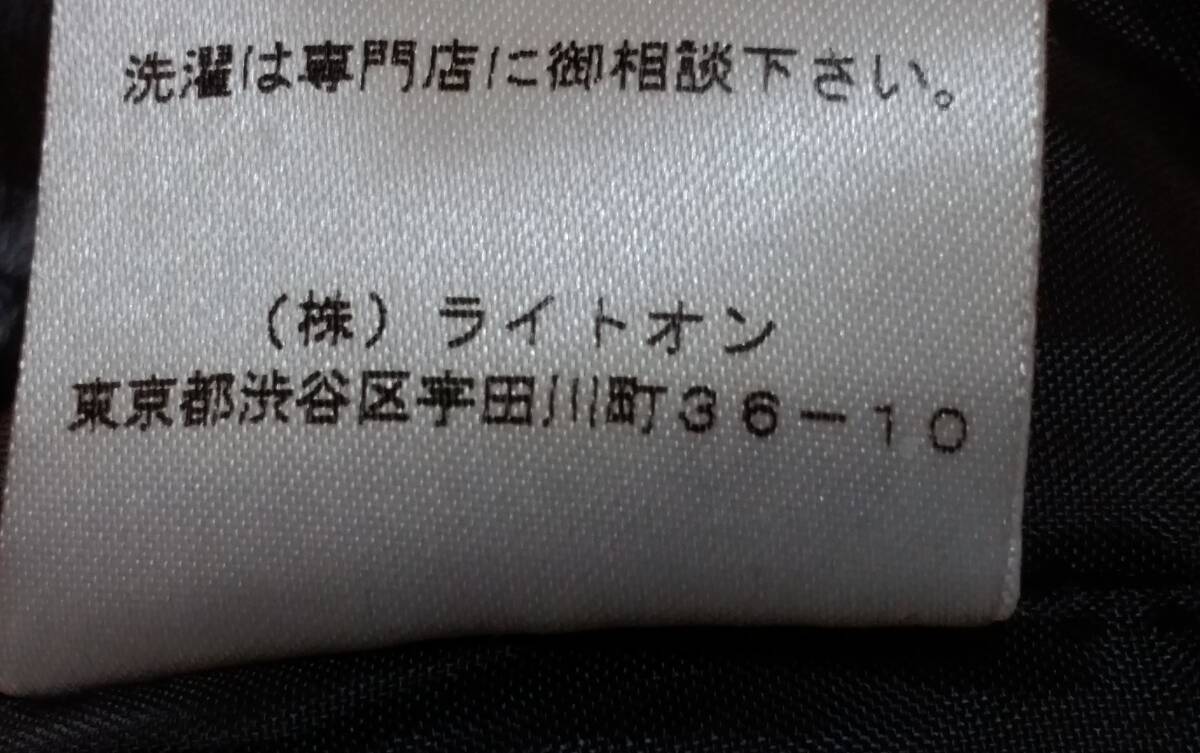 洗濯は専門店に御相談下さい。
（株）ライトオン
東京都渋谷区宇田川町３６－１０